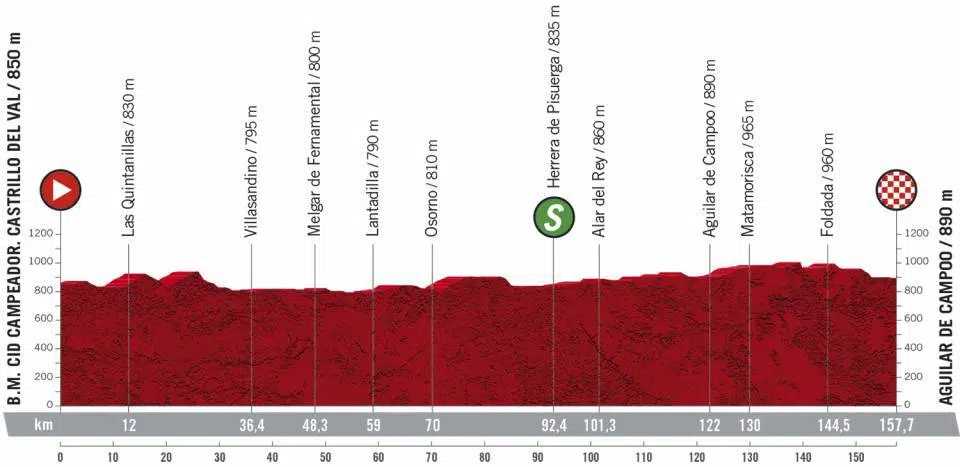 B.M. CID CAMPEADOR. CASTRILLO DEL VAL / 850 m
Las Quintanillas / 830 m
Villasandino / 795 m
Melgar de Fernamental / 800 m
Lantadilla / 790 m
Osorno / 810 m
S
Herrera de Pisuerga / 835 m
Alar del Rey / 860 m
Aguilar de Campoo / 890 m
Matamorisca / 965 m
Foldada / 960 m
AGUILAR DE CAMPOO / 890 m
1200 1200
1000 1000
800 800
600 600
400 400
200 200
0 0
km 12 36,4 48,3 59 70 92,4 101,3 122 130 144,5 157,7
0 10 20 30 40 50 60 70 80 90 100 110 120 130 140 150